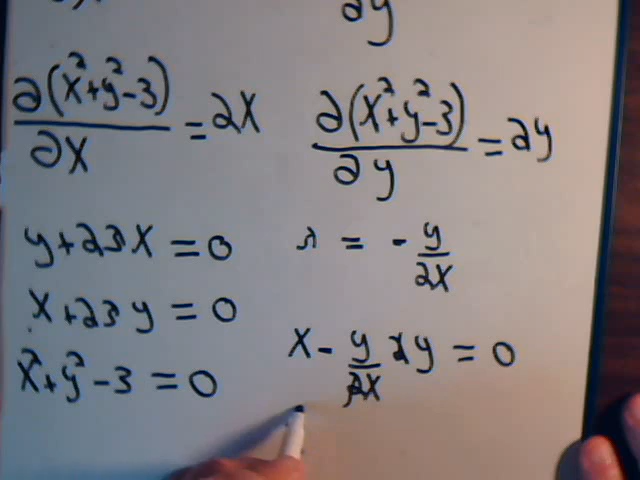 ∂y
∂(x²+y²-3)/∂x = 2x
∂(x²+y²-3)/∂y = 2y
y+2λx = 0
x+2λy = 0
x²+y²-3 = 0
λ = -y/2x
x - y/2x 2y = 0